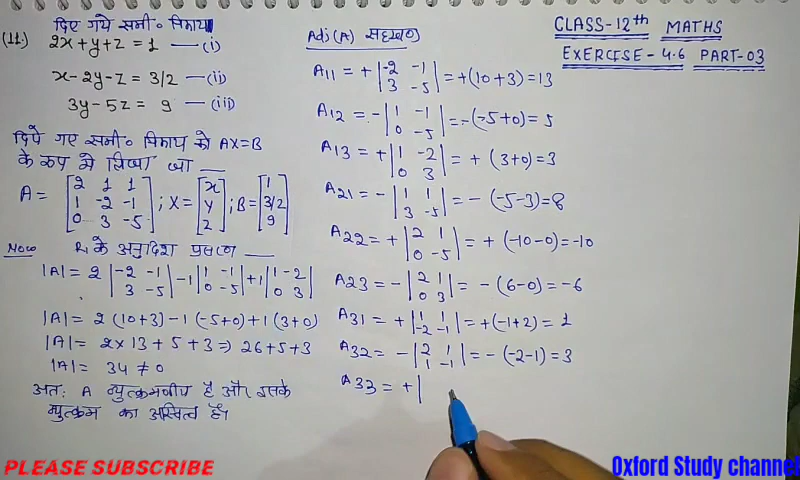 CLASS-12th MATHS
EXERCISE-4.6 PART-03
दिए गये समी० निकाय
(11) 2x+y+z=1 —(i)
x-2y-z=3/2 —(ii)
3y-5z=9 —(iii)
दिये गए समी० निकाय को AX=B
के रूप में लिखा जा —
A = [2 1 1; 1 -2 -1; 0 3 -5]; X = [x; y; z]; B = [1; 3/2; 9]
Now R₁ के अनुदिश प्रसरण —
|A| = 2 |-2 -1; 3 -5| -1 |1 -1; 0 -5| +1 |1 -2; 0 3|
|A| = 2(10+3)-1(-5+0)+1(3+0)
|A| = 2x13+5+3 => 26+5+3
|A| = 34 ≠ 0
अतः A व्युत्क्रमणीय है और इसके
व्युत्क्रम का अस्तित्व है।
Adj(A) सहखण्ड
A11 = + |-2 -1; 3 -5| = +(10+3)=13
A12 = - |1 -1; 0 -5| = -(-5+0)=5
A13 = + |1 -2; 0 3| = +(3+0)=3
A21 = - |1 1; 3 -5| = -(-5-3)=8
A22 = + |2 1; 0 -5| = +(-10-0)=-10
A23 = - |2 1; 0 3| = -(6-0)=-6
A31 = + |1 1; -2 -1| = +(-1+2)=1
A32 = - |2 1; 1 -1| = -(-2-1)=3
A33 = + |
PLEASE SUBSCRIBE
Oxford Study channel